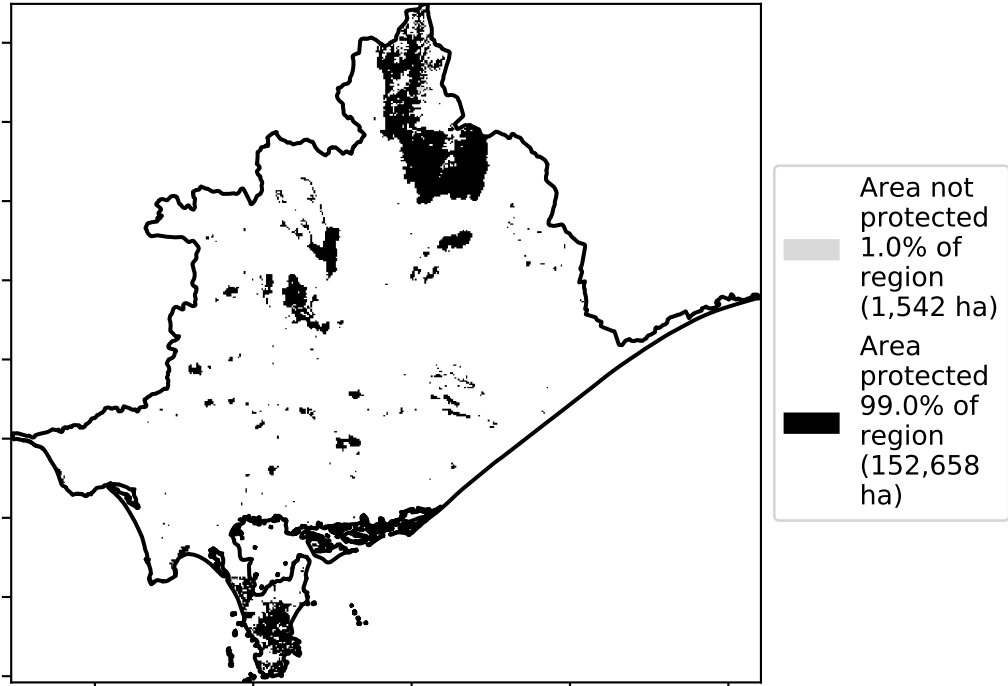 Area not
protected
1.0% of
region
(1,542 ha)
Area
protected
99.0% of
region
(152,658
ha)